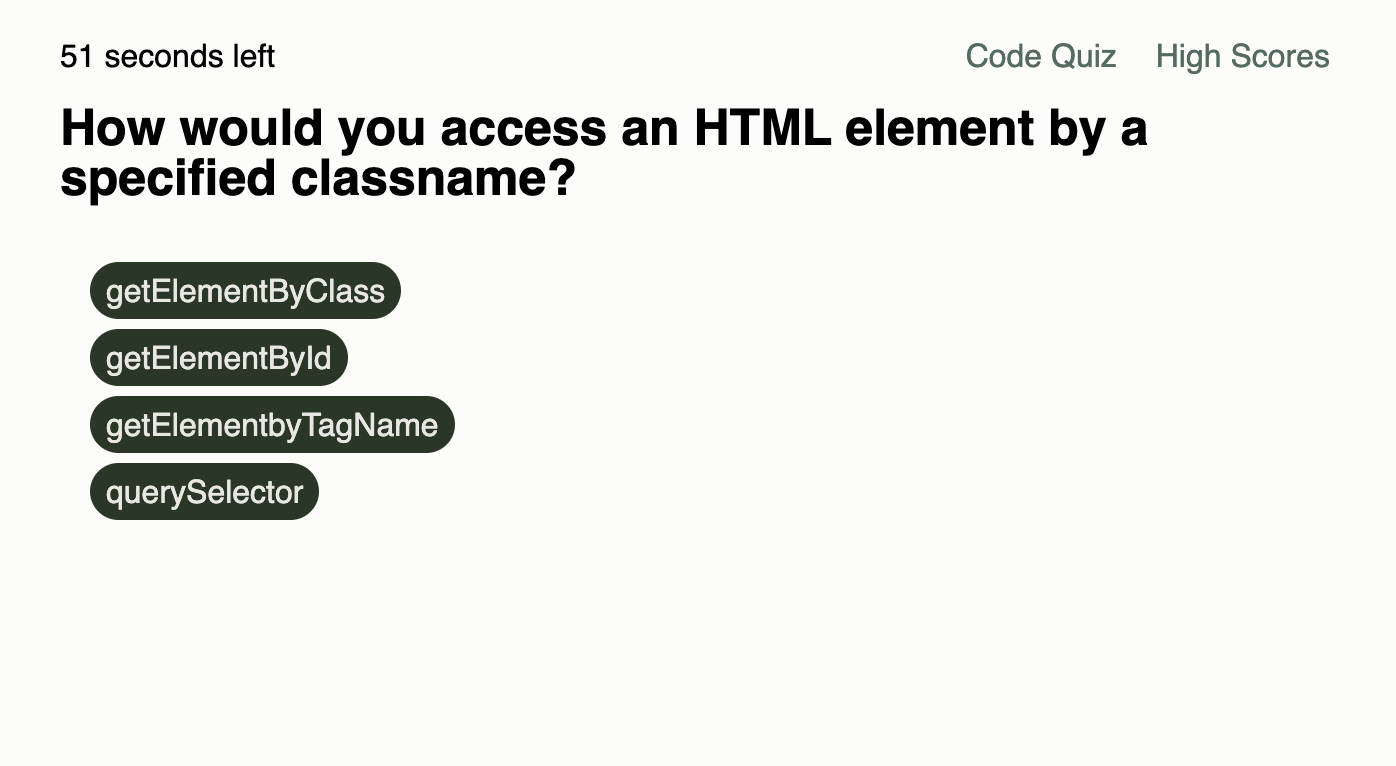 51 seconds left
Code Quiz
High Scores
How would you access an HTML element by a
specified classname?
getElementByClass
getElementById
getElementbyTagName
querySelector